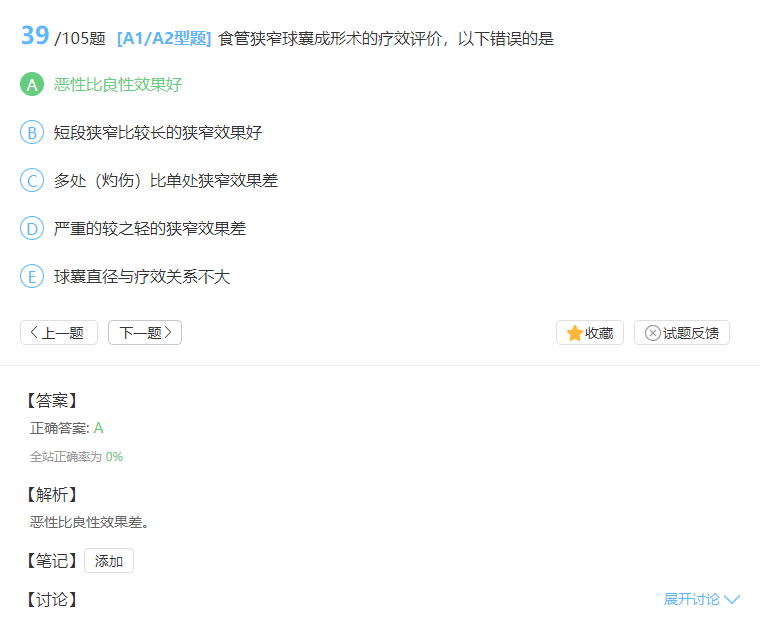 39 /105题 [A1/A2型题] 食管狭窄球囊成形术的疗效评价，以下错误的是
A 恶性比良性效果好
B 短段狭窄比较长的狭窄效果好
C 多处（灼伤）比单处狭窄效果差
D 严重的较之轻的狭窄效果差
E 球囊直径与疗效关系不大
上一题 下一题 收藏 试题反馈
【答案】
正确答案: A
全站正确率为 0%
【解析】
恶性比良性效果差。
【笔记】 添加
【讨论】 展开讨论